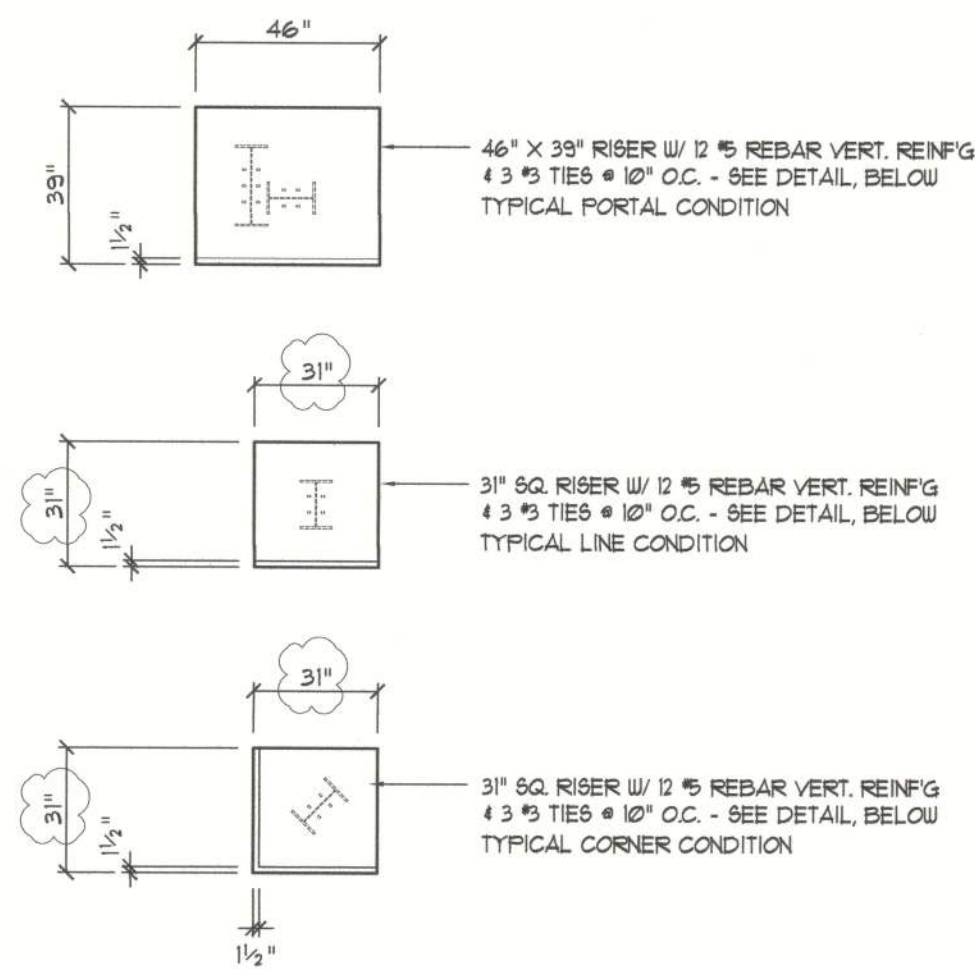 46"
39"
1½"
46" X 39" RISER W/ 12 #5 REBAR VERT. REINF'G
& 3 #3 TIES @ 10" O.C. - SEE DETAIL, BELOW
TYPICAL PORTAL CONDITION
31"
31"
1½"
31" SQ. RISER W/ 12 #5 REBAR VERT. REINF'G
& 3 #3 TIES @ 10" O.C. - SEE DETAIL, BELOW
TYPICAL LINE CONDITION
31"
31"
1½"
31" SQ. RISER W/ 12 #5 REBAR VERT. REINF'G
& 3 #3 TIES @ 10" O.C. - SEE DETAIL, BELOW
TYPICAL CORNER CONDITION
1½"